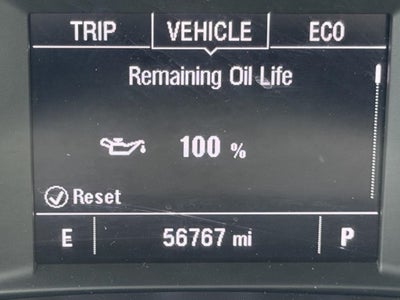 TRIP VEHICLE ECO
Remaining Oil Life
100 %
Reset
E 56767 mi P